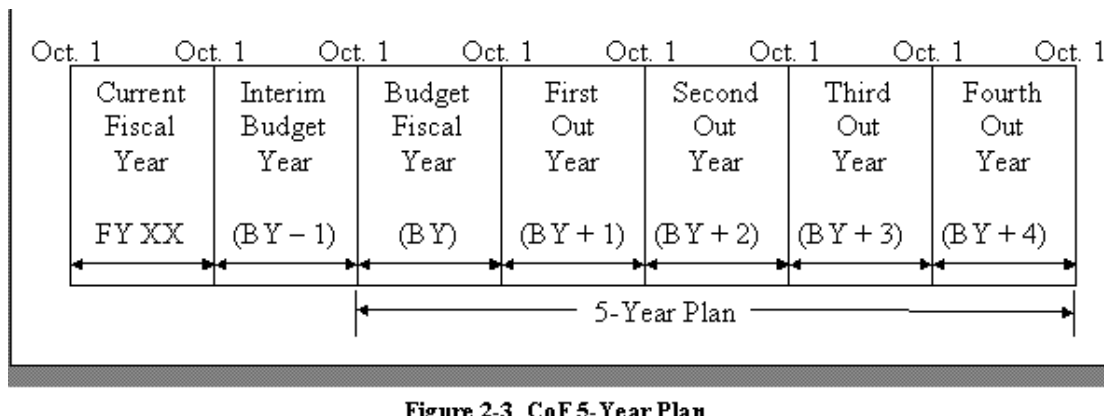 Oct. 1 Oct. 1 Oct. 1 Oct. 1 Oct. 1 Oct. 1 Oct. 1 Oct. 1
Current Fiscal Year FY XX
Interim Budget Year (BY – 1)
Budget Fiscal Year (BY)
First Out Year (BY + 1)
Second Out Year (BY + 2)
Third Out Year (BY + 3)
Fourth Out Year (BY + 4)
5-Year Plan
Figure 2-3 CoF 5-Year Plan